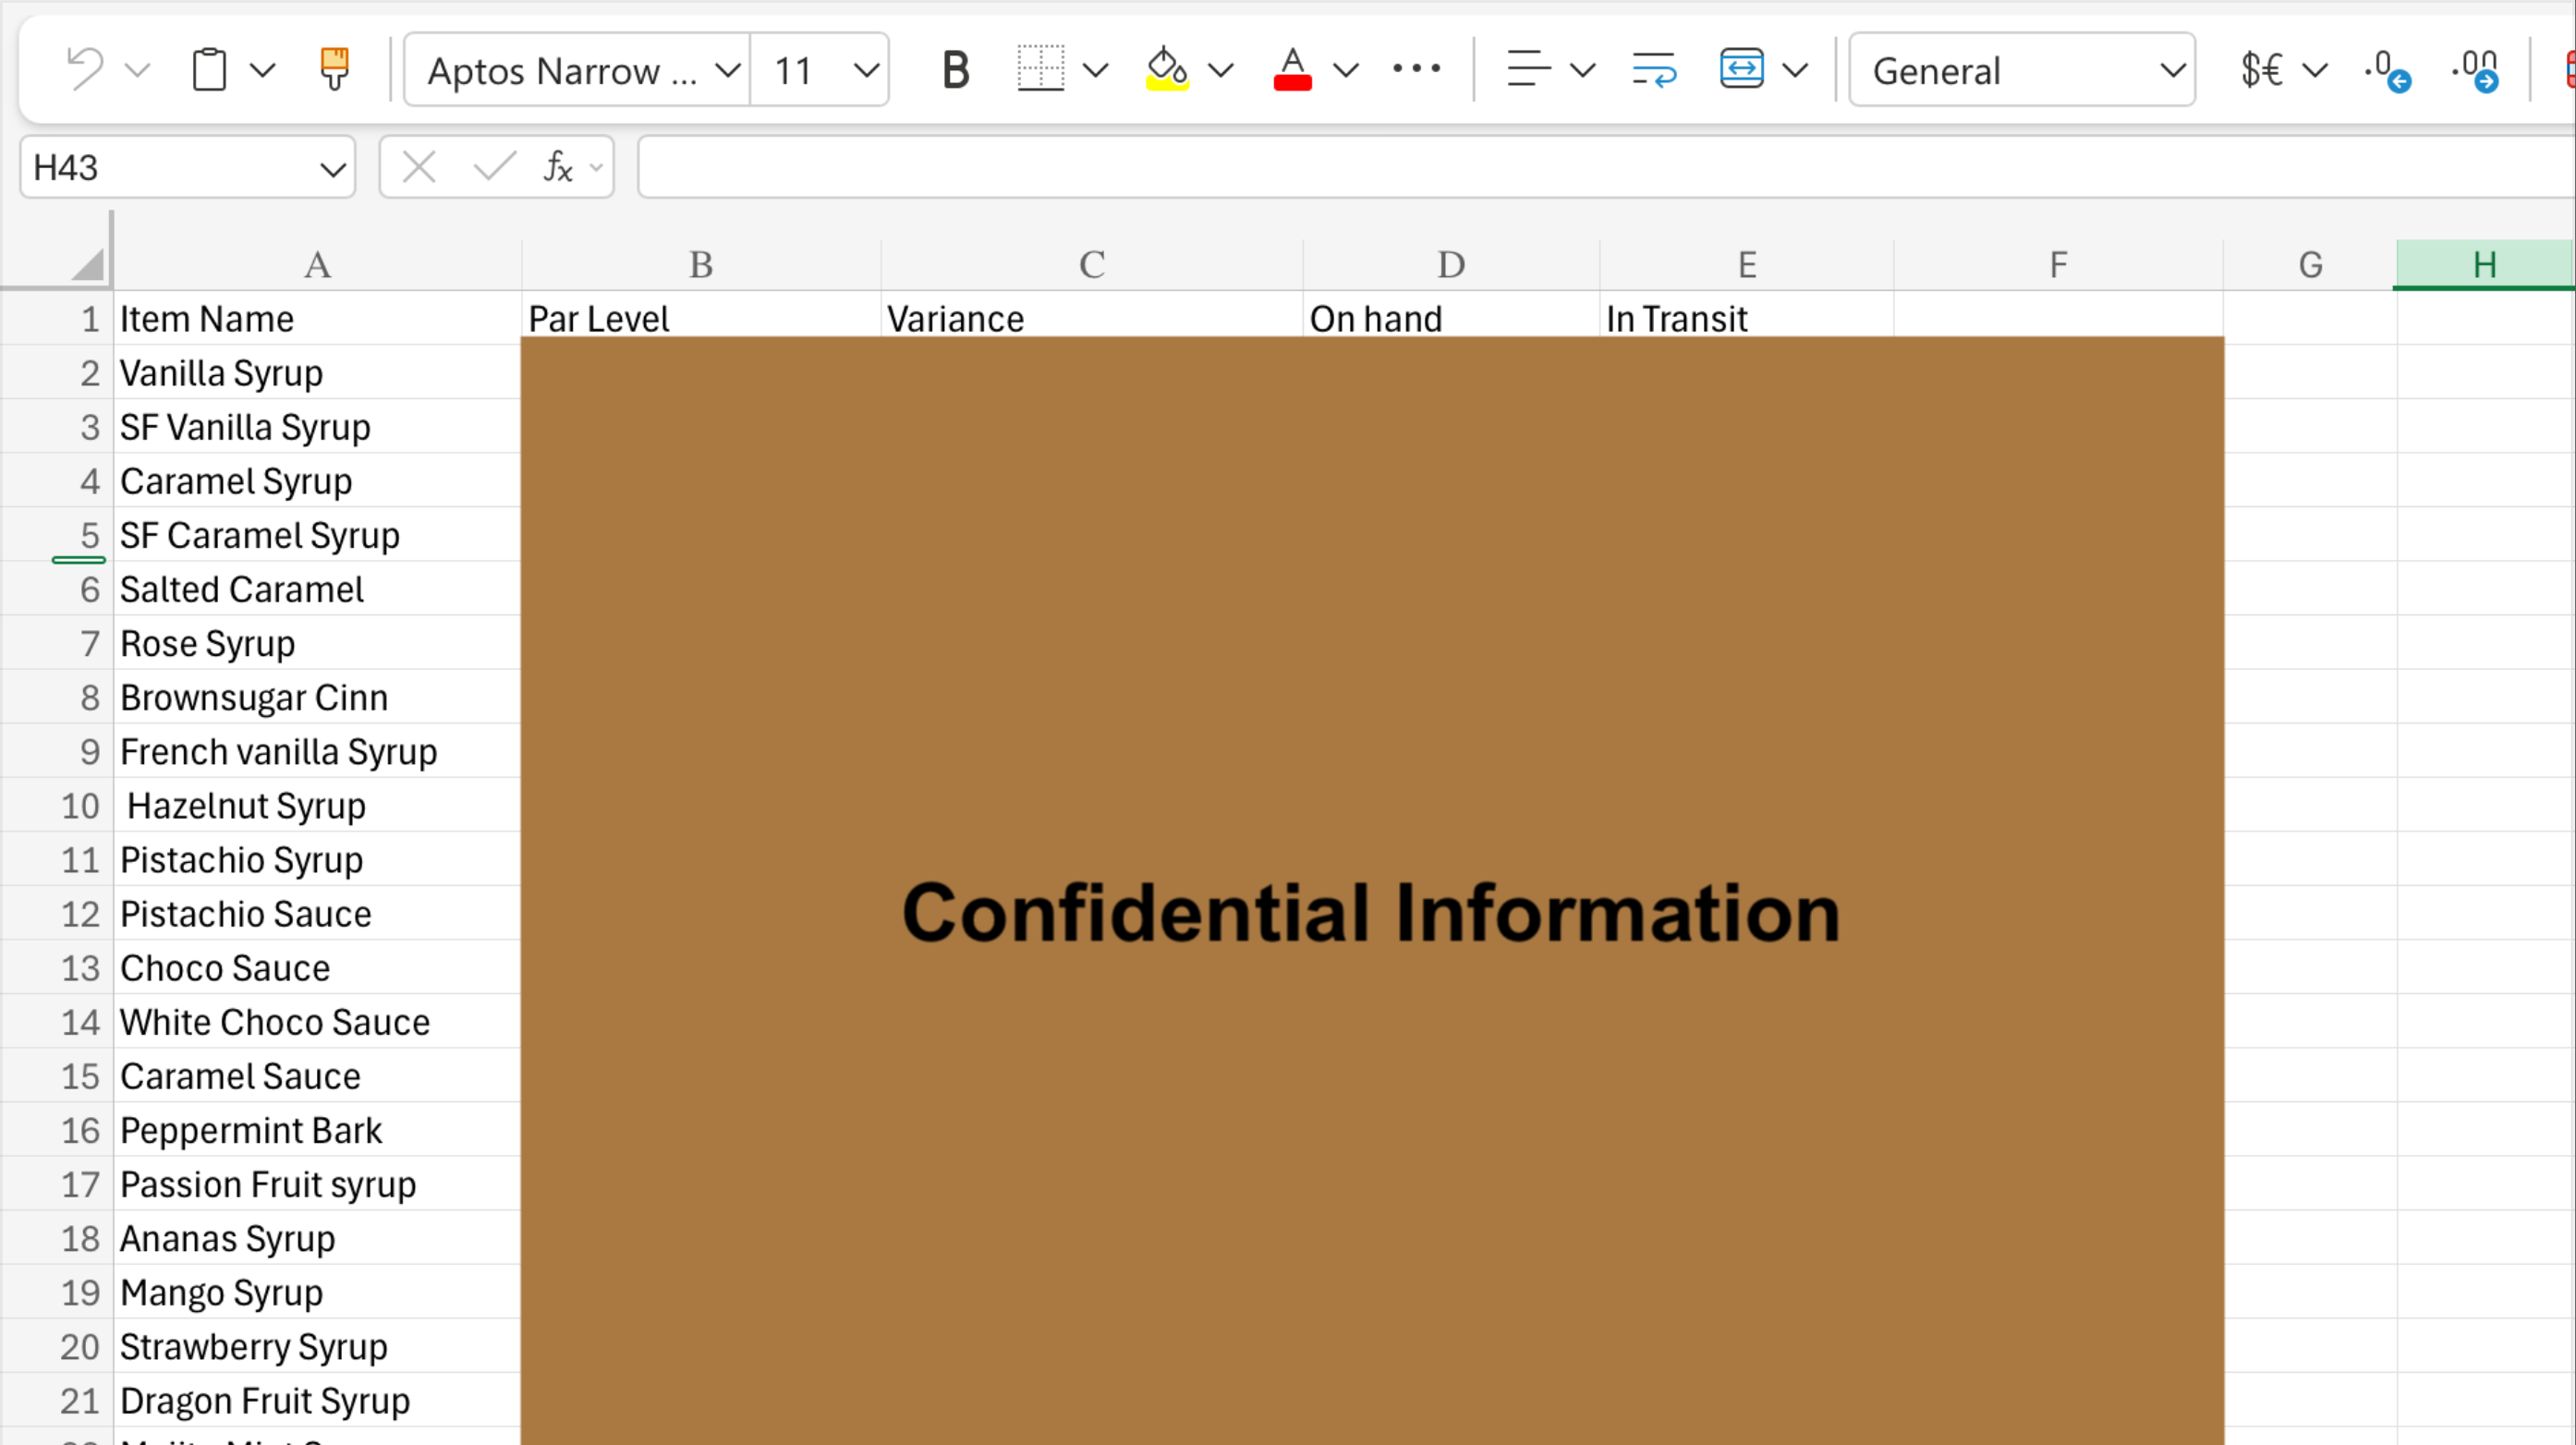 Aptos Narrow ... 11 B A General $€ .0 .00
H43 fx
A B C D E F G H
1 Item Name Par Level Variance On hand In Transit
2 Vanilla Syrup
3 SF Vanilla Syrup
4 Caramel Syrup
5 SF Caramel Syrup
6 Salted Caramel
7 Rose Syrup
8 Brownsugar Cinn
9 French vanilla Syrup
10 Hazelnut Syrup
11 Pistachio Syrup
12 Pistachio Sauce
Confidential Information
13 Choco Sauce
14 White Choco Sauce
15 Caramel Sauce
16 Peppermint Bark
17 Passion Fruit syrup
18 Ananas Syrup
19 Mango Syrup
20 Strawberry Syrup
21 Dragon Fruit Syrup